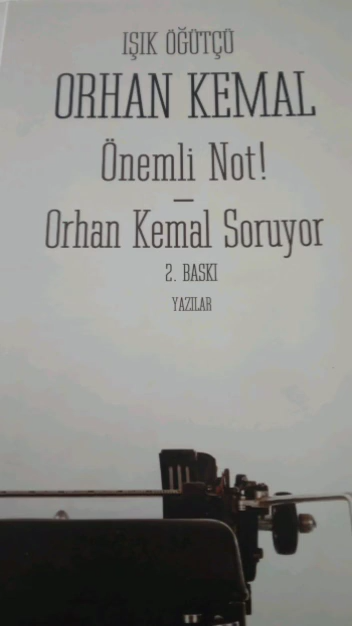 IŞIK ÖĞÜTÇÜ
ORHAN KEMAL
Önemli Not!
–
Orhan Kemal Soruyor
2. BASKI
YAZILAR